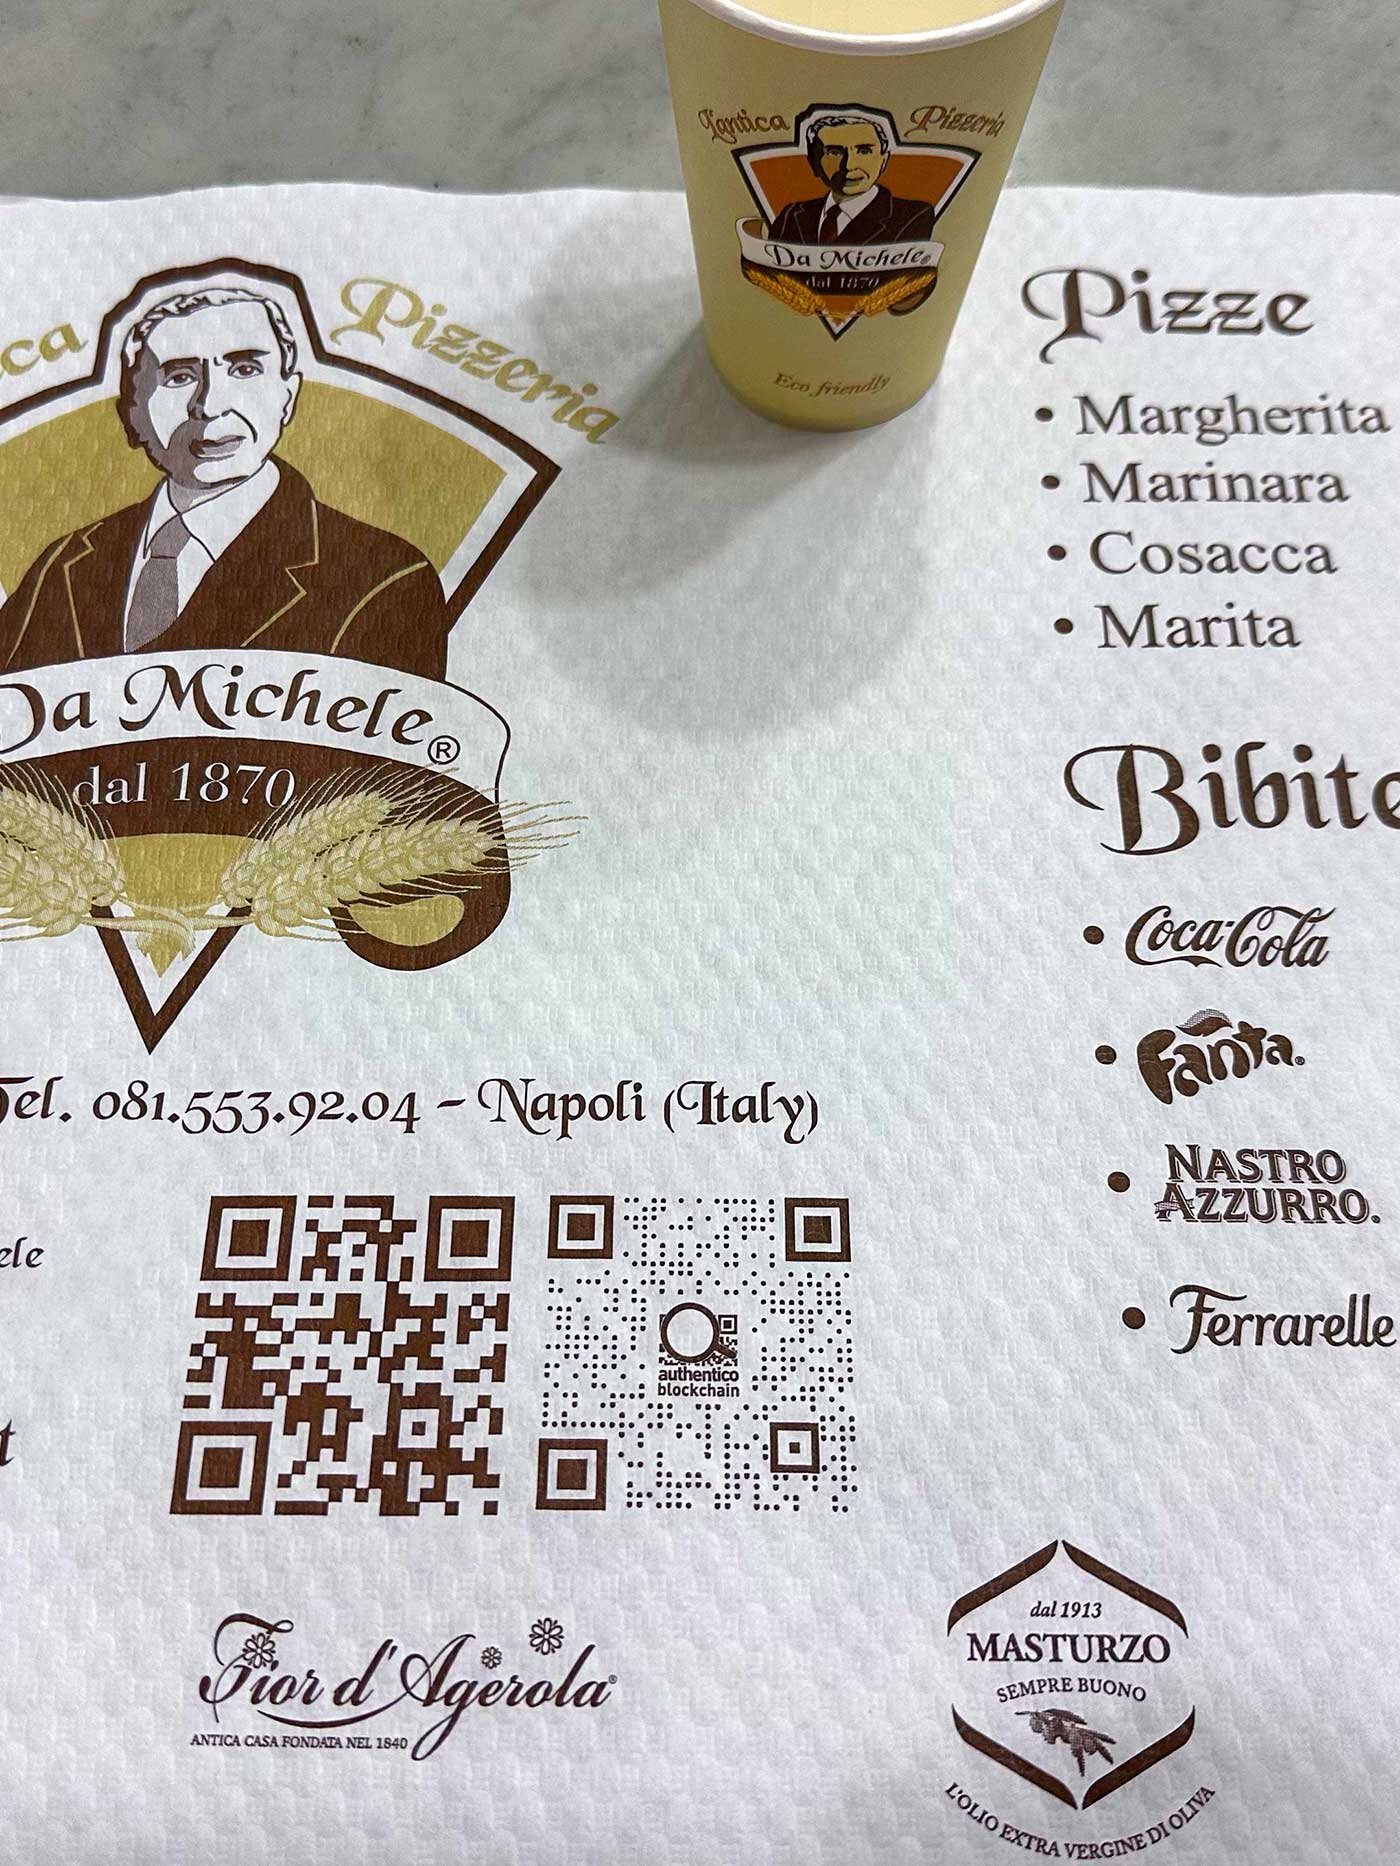 L'antica Pizzeria
Da Michele®
dal 1870
Eco friendly
Pizzeria
Da Michele®
dal 1870
Tel. 081.553.92.04 - Napoli (Italy)
Pizze
• Margherita
• Marinara
• Cosacca
• Marita
Bibite
• Coca-Cola
• Fanta®
• NASTRO
AZZURRO.
• Ferrarelle
authentico
blockchain
Fior d'Agerola®
ANTICA CASA FONDATA NEL 1840
dal 1913
MASTURZO
SEMPRE BUONO
L'OLIO EXTRA VERGINE DI OLIVA